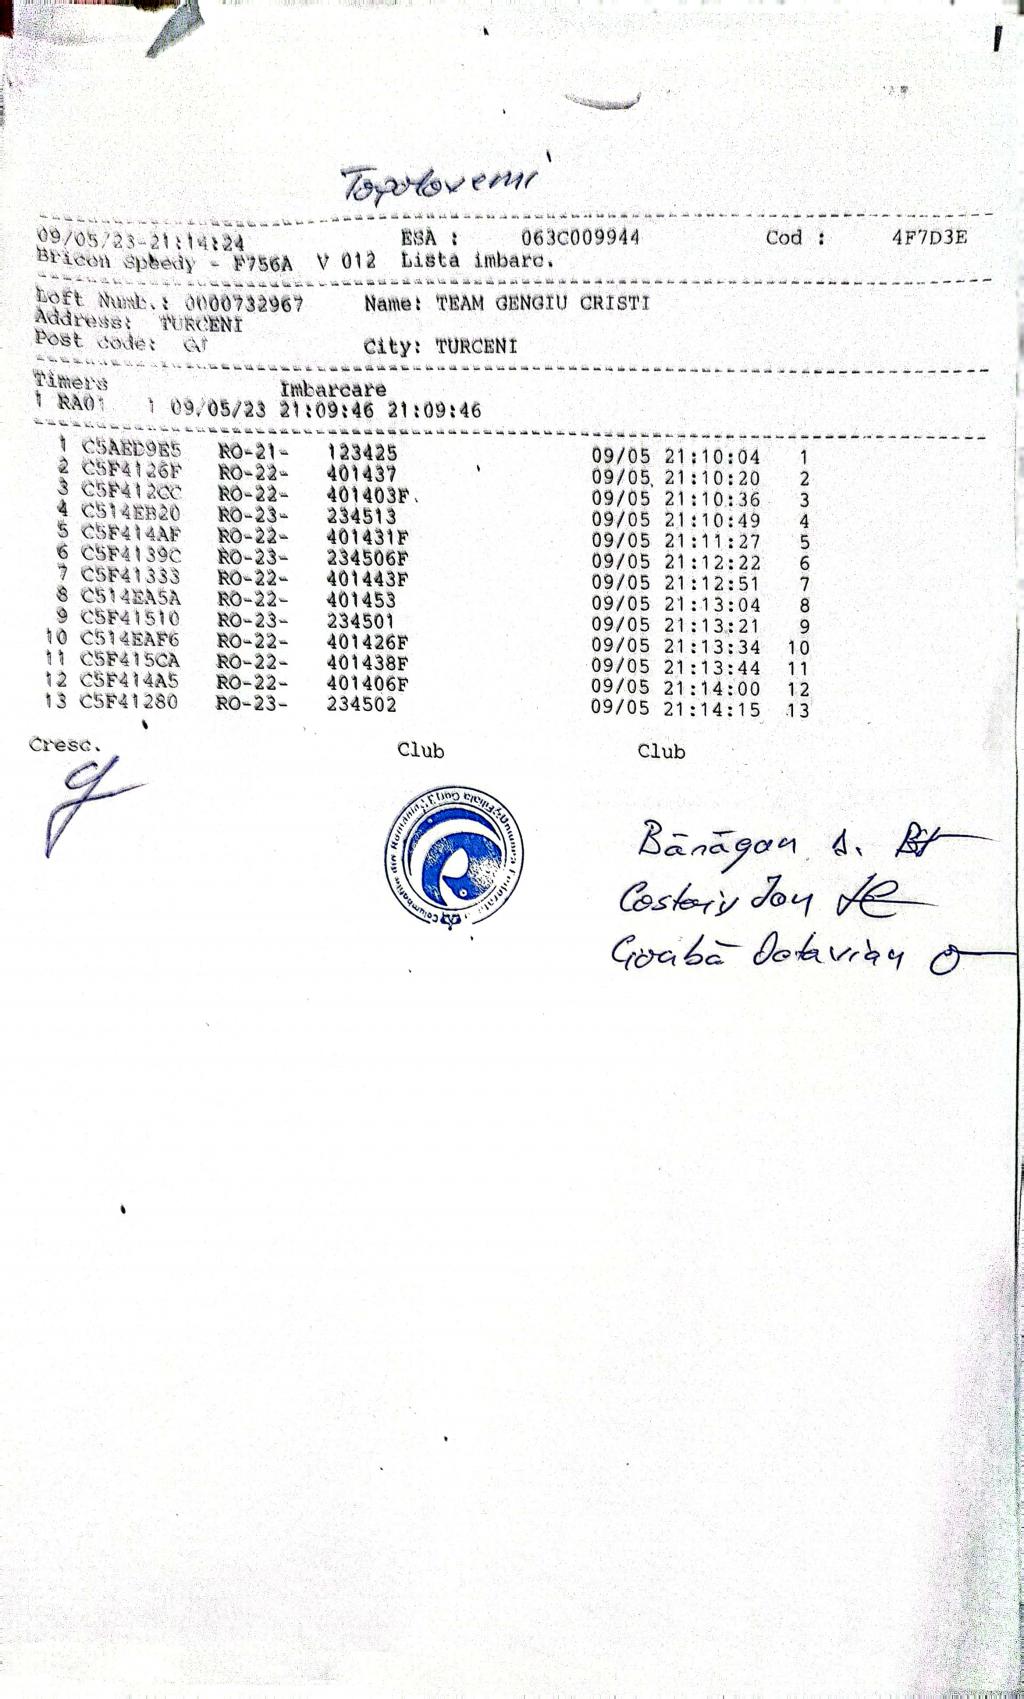 Topoloveni
09/05/23-21:14:24 ESA : 063C009944 Cod : 4F7D3E
Bricon Speedy - F756A V 012 Lista imbarc.
Loft Numb.: 0000732967 Name: TEAM GENGIU CRISTI
Address: TURCENI
Post code: GJ City: TURCENI
Timers Imbarcare
1 RA01 1 09/05/23 21:09:46 21:09:46
1 C5AED9E5 RO-21- 123425 09/05 21:10:04 1
2 C5F4126F RO-22- 401437 09/05 21:10:20 2
3 C5F412CC RO-22- 401403F 09/05 21:10:36 3
4 C514EB20 RO-23- 234513 09/05 21:10:49 4
5 C5F414AF RO-22- 401431F 09/05 21:11:27 5
6 C5F4139C RO-23- 234506F 09/05 21:12:22 6
7 C5F41333 RO-22- 401443F 09/05 21:12:51 7
8 C514EA5A RO-22- 401453 09/05 21:13:04 8
9 C5F41510 RO-23- 234501 09/05 21:13:21 9
10 C514EAF6 RO-22- 401426F 09/05 21:13:34 10
11 C5F415CA RO-22- 401438F 09/05 21:13:44 11
12 C5F414A5 RO-22- 401406F 09/05 21:14:00 12
13 C5F41280 RO-23- 234502 09/05 21:14:15 13
Cresc. Club Club
Ion
Octavian